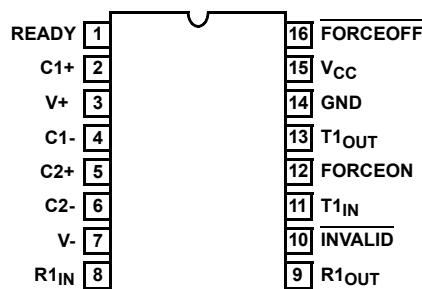 READY 1 16 FORCEOFF
C1+ 2 15 VCC
V+ 3 14 GND
C1- 4 13 T1OUT
C2+ 5 12 FORCEON
C2- 6 11 T1IN
V- 7 10 INVALID
R1IN 8 9 R1OUT